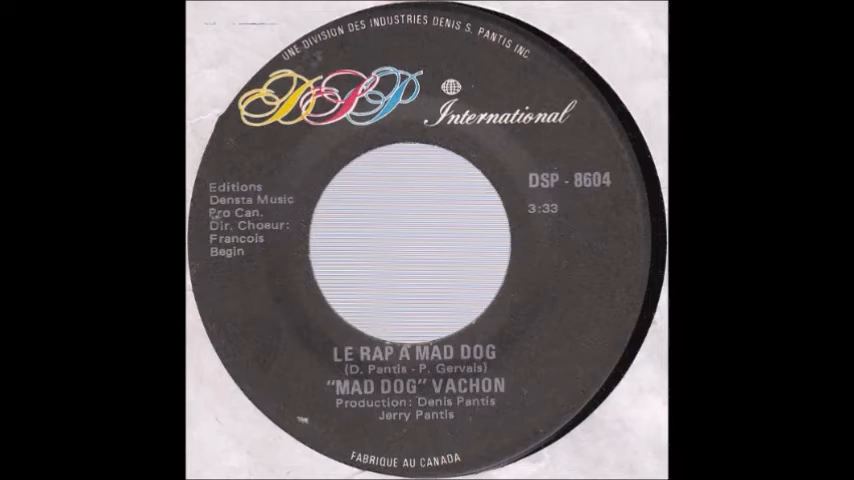 UNE DIVISION DES INDUSTRIES DENIS S. PANTIS INC
DSP
International
DSP - 8604
3:33
Editions
Densta Music
Pro Can.
Dir. Choeur:
Francois
Begin
LE RAP À MAD DOG
(D. Pantis - P. Gervais)
"MAD DOG" VACHON
Production: Denis Pantis
Jerry Pantis
FABRIQUE AU CANADA